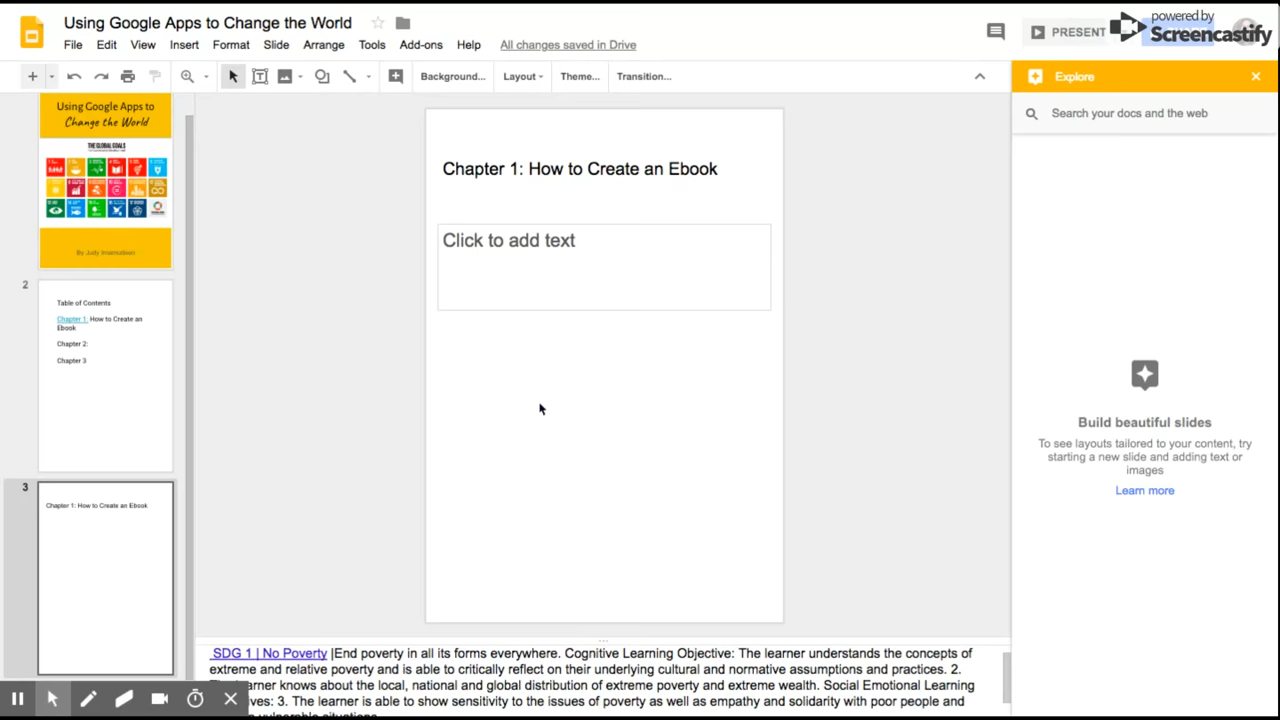 Using Google Apps to Change the World
powered by
Screencastify
File Edit View Insert Format Slide Arrange Tools Add-ons Help All changes saved in Drive
PRESENT
Background... Layout Theme... Transition...
Explore
Search your docs and the web
Using Google Apps to
Change the World
THE GLOBAL GOALS
By Judy
2
Table of Contents
Chapter 1: How to Create an
Ebook
Chapter 2:
Chapter 3
3
Chapter 1: How to Create an Ebook
Chapter 1: How to Create an Ebook
Click to add text
Build beautiful slides
To see layouts tailored to your content, try
starting a new slide and adding text or
images
Learn more
SDG 1 | No Poverty |End poverty in all its forms everywhere. Cognitive Learning Objective: The learner understands the concepts of
extreme and relative poverty and is able to critically reflect on their underlying cultural and normative assumptions and practices. 2.
learner knows about the local, national and global distribution of extreme poverty and extreme wealth. Social Emotional Learning
ives: 3. The learner is able to show sensitivity to the issues of poverty as well as empathy and solidarity with poor people and